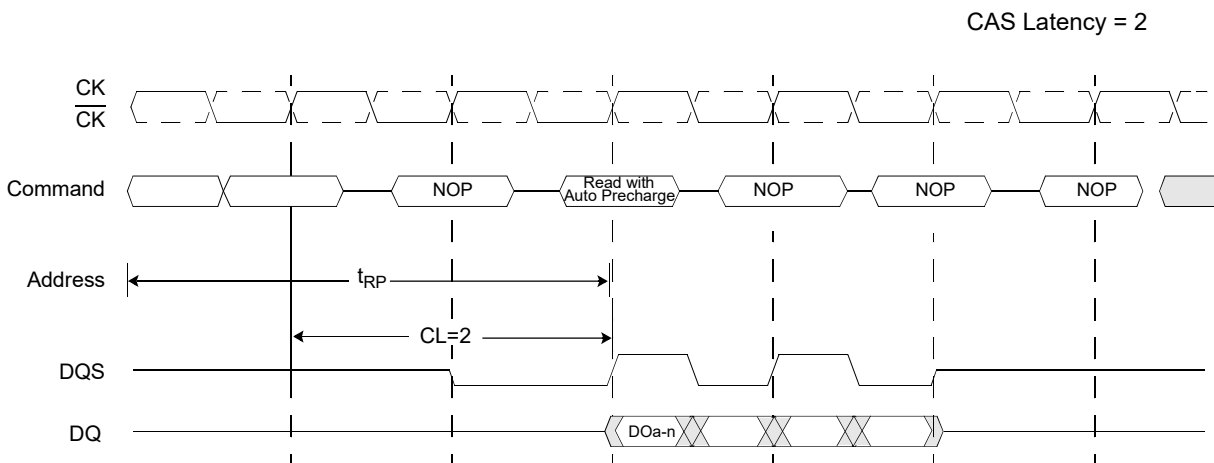 CAS Latency = 2
CK
CK
Command
NOP
Read with
Auto Precharge
NOP
NOP
NOP
Address
tRP
CL=2
DQS
DQ
DOa-n